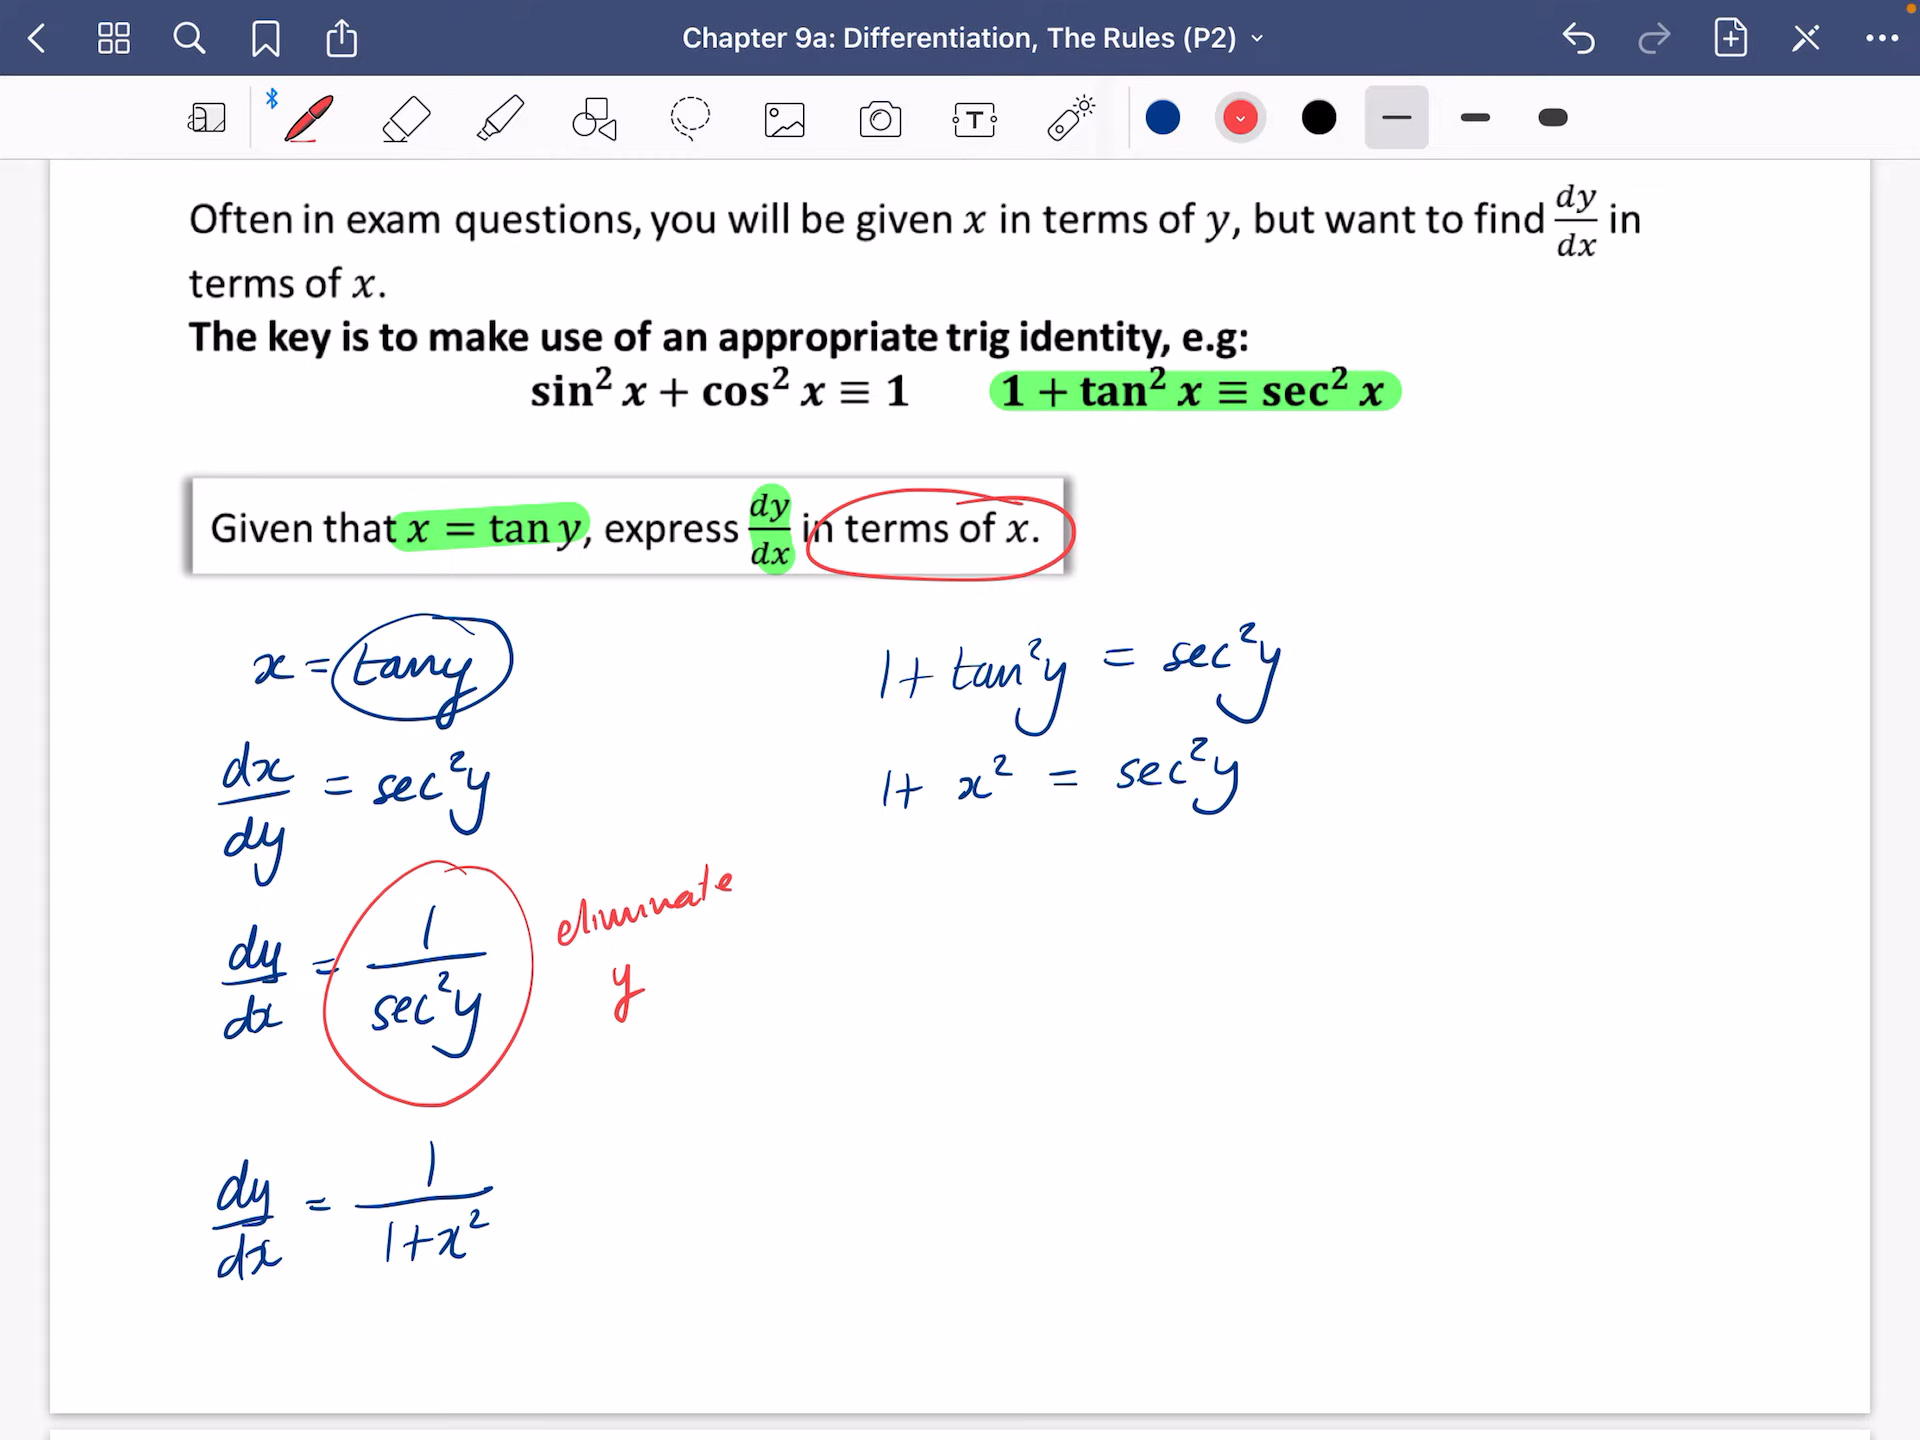 Chapter 9a: Differentiation, The Rules (P2)
Often in exam questions, you will be given x in terms of y, but want to find dy/dx in
terms of x.
The key is to make use of an appropriate trig identity, e.g:
sin² x + cos² x ≡ 1    1 + tan² x ≡ sec² x
Given that x = tan y, express dy/dx in terms of x.
x = tan y
dx/dy = sec²y
dy/dx = 1/sec²y
eliminate
y
dy/dx = 1/(1+x²)
1 + tan²y = sec²y
1 + x² = sec²y